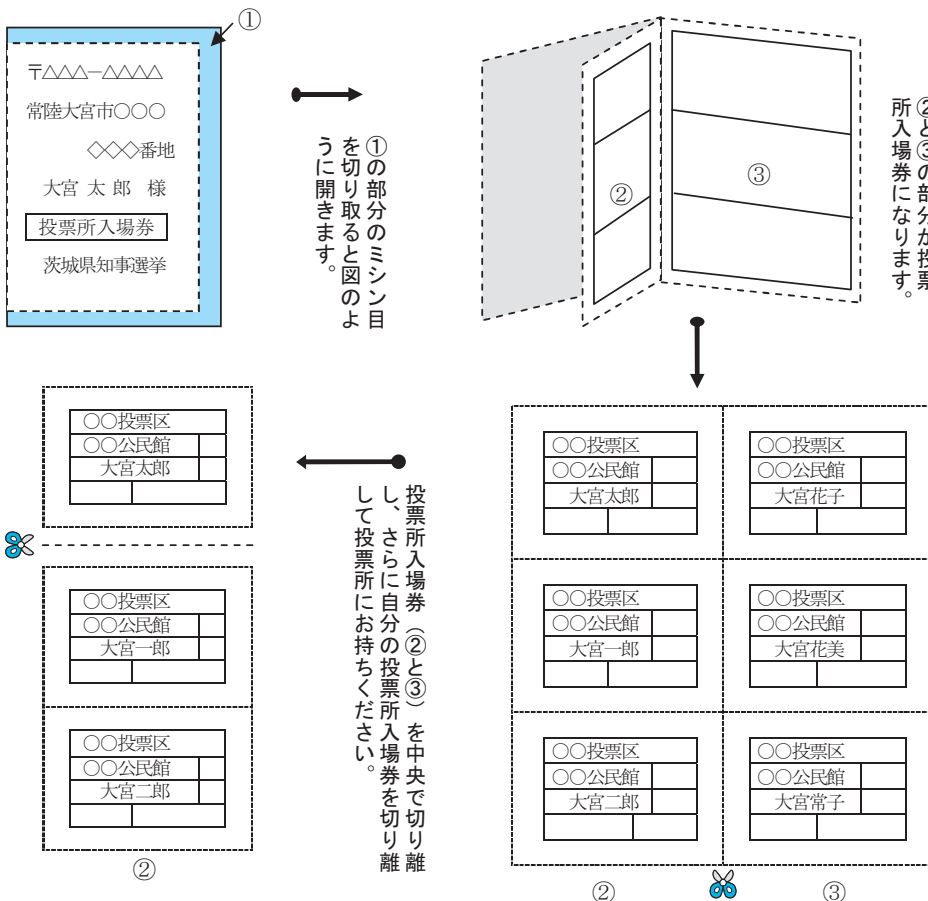 ①
〒△△△ー△△△△
常陸大宮市○○○
◇◇◇番地
大宮 太 郎 様
投票所入場券
茨城県知事選挙
①の部分のミシン目
を切り取ると図のよ
うに開きます。
②
③
②と③の部分が投票
所入場券になります。
○○投票区
○○公民館
大宮太郎
○○投票区
○○公民館
大宮花子
○○投票区
○○公民館
大宮一郎
○○投票区
○○公民館
大宮花美
○○投票区
○○公民館
大宮二郎
○○投票区
○○公民館
大宮常子
②
③
投票所入場券(②と③)を中央で切り離
し、さらに自分の投票所入場券を切り離
して投票所にお持ちください。
○○投票区
○○公民館
大宮太郎
○○投票区
○○公民館
大宮一郎
○○投票区
○○公民館
大宮二郎
②